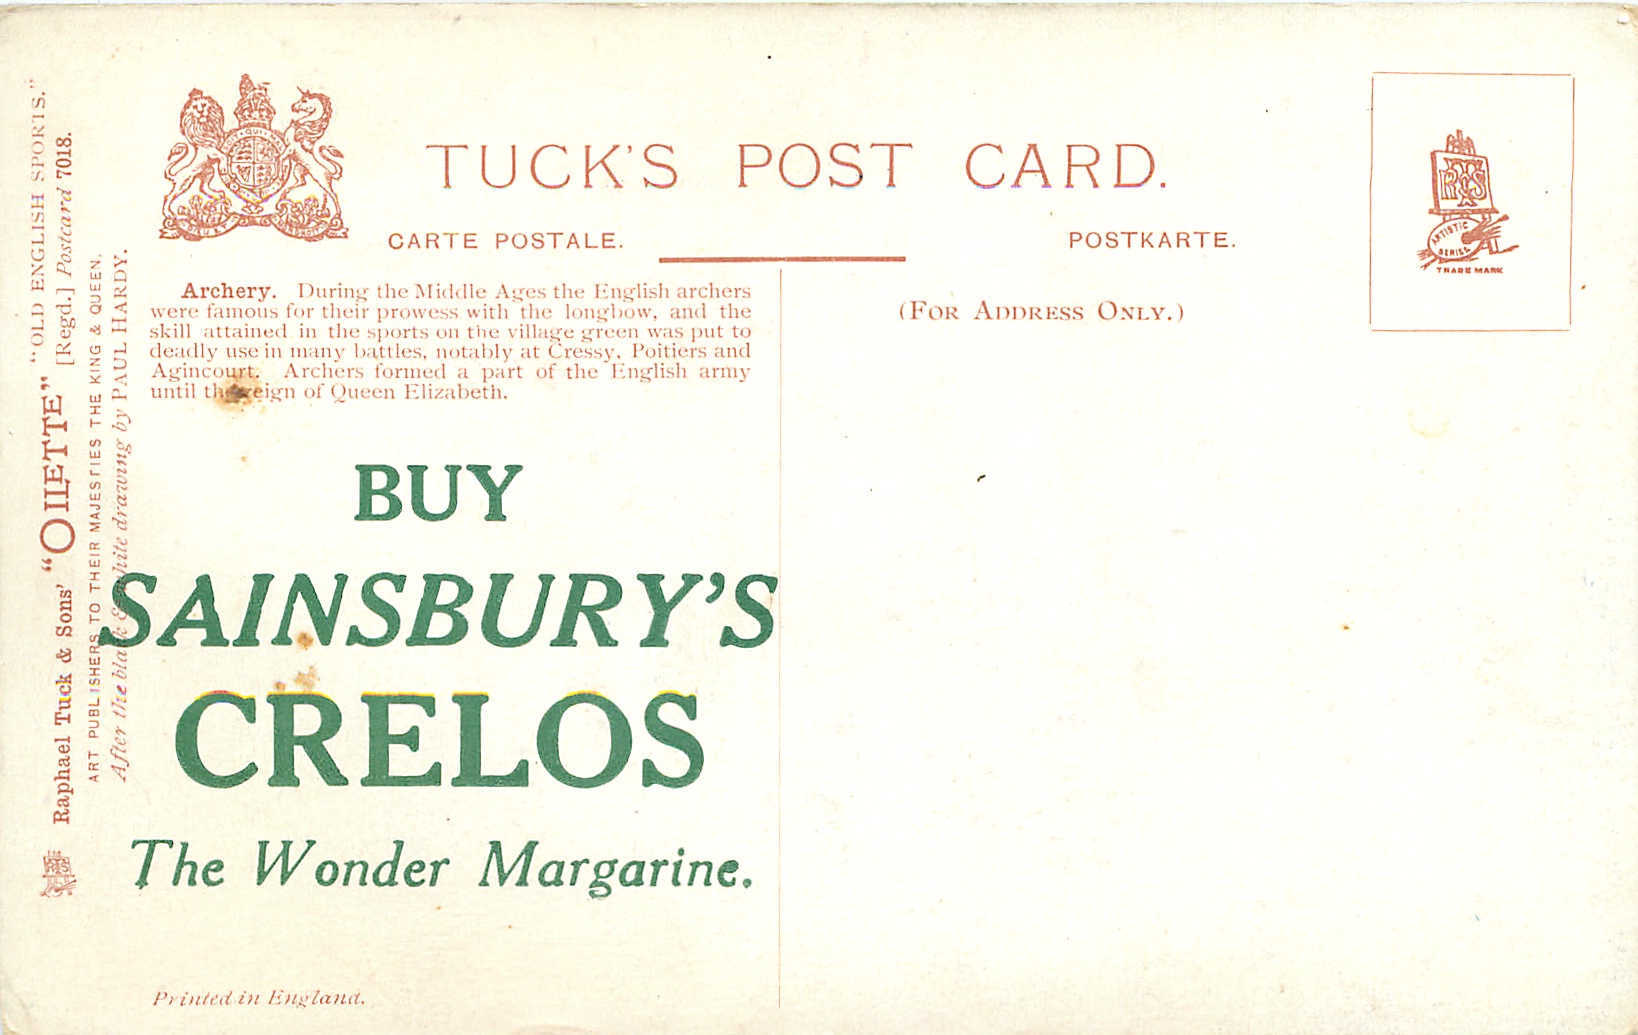 TUCK'S POST CARD.
CARTE POSTALE.
POSTKARTE.
(FOR ADDRESS ONLY.)
ARTISTIC
SERIES
TRADE MARK
"OLD ENGLISH SPORTS."
Raphael Tuck & Sons' "OILETTE" [Regd.] Postcard 7018.
ART PUBLISHERS TO THEIR MAJESTIES THE KING & QUEEN.
After the black & white drawing by PAUL HARDY.
Archery. During the Middle Ages the English archers
were famous for their prowess with the longbow, and the
skill attained in the sports on the village green was put to
deadly use in many battles, notably at Cressy, Poitiers and
Agincourt. Archers formed a part of the English army
until the reign of Queen Elizabeth.
BUY
SAINSBURY'S
CRELOS
The Wonder Margarine.
Printed in England.